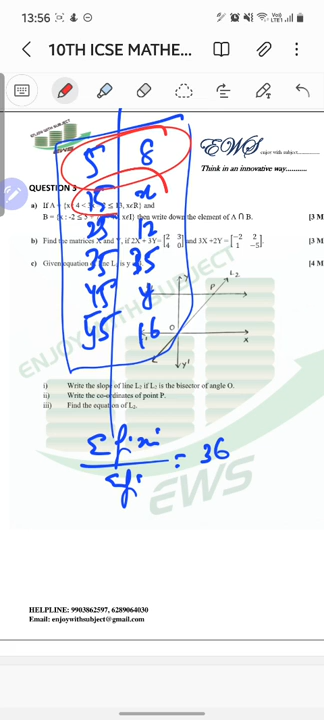 13:56
10TH ICSE MATHE...
EWS
enjoy with subject
Think in an innovative way...........
5 8
15 x
25 12
35 35
45 y
55 16
QUESTION 3
a) If A = {x : 4 <
≤ 13, x∈R} and
B = {x : -2 ≤ 3
x∈I} then write down the element of A ∩ B.
[3 M
b) Find the matrices X and Y, if 2X + 3Y = [2 3 4 0] and 3X +2Y = [−2 2 1 −5].
[3 M
c) Given equation of line L₁ is y
[4 M
Y
L₂
P
O
X
Y'
ENJOY WITH SUBJECT
i) Write the slope of line L₂ if L₂ is the bisector of angle O.
ii) Write the co-ordinates of point P.
iii) Find the equation of L₂.
Σfixi
Σfi
= 36
EWS
HELPLINE: 9903862597, 6289064030
Email: enjoywithsubject@gmail.com